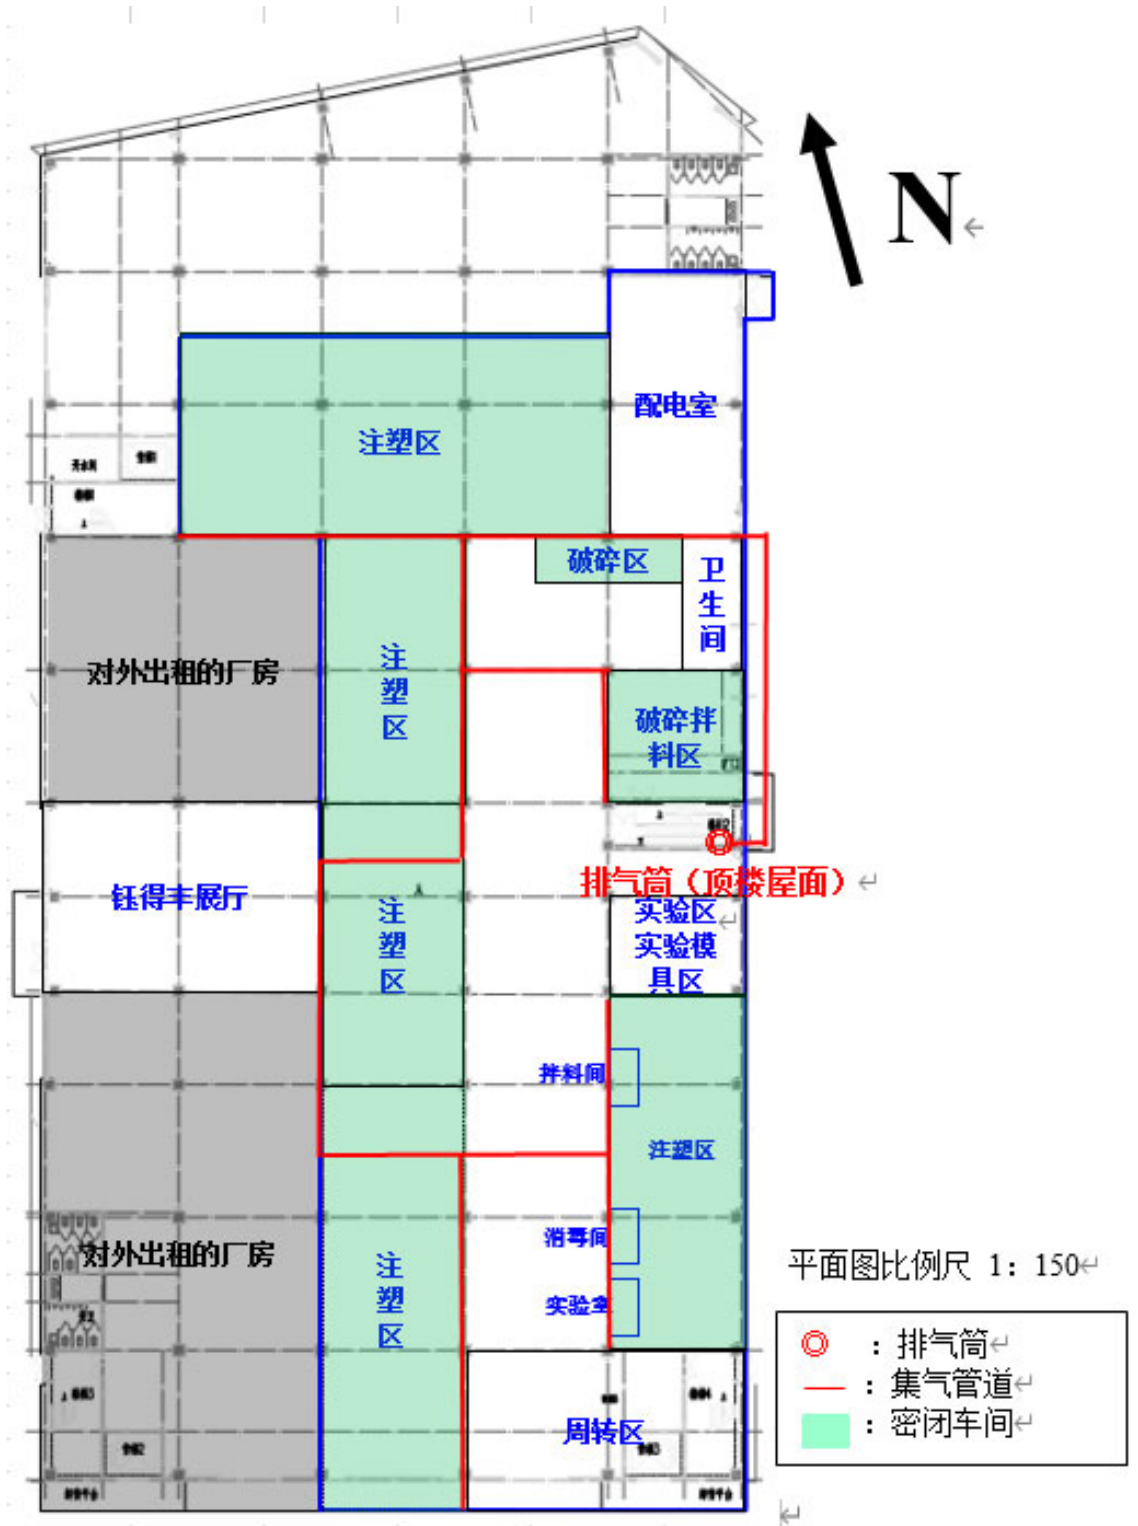 N
配电室
注塑区
破碎区
卫
生
间
对外出租的厂房
注
塑
区
破碎拌
料区
排气筒（顶楼屋面）
钰得丰展厅
注
塑
区
实验区
实验模
具区
拌料间
注塑区
消毒间
实验室
对外出租的厂房
注
塑
区
周转区
平面图比例尺 1：150
：排气筒
：集气管道
：密闭车间